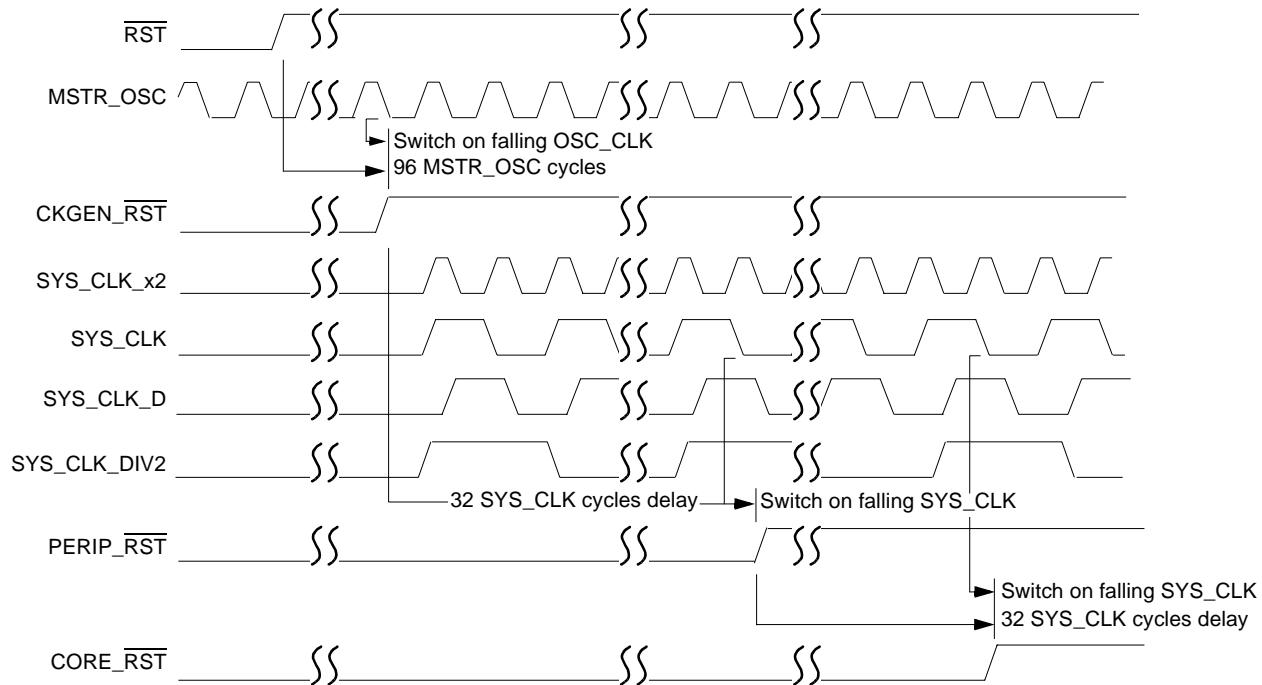 RST
MSTR_OSC
Switch on falling OSC_CLK
96 MSTR_OSC cycles
CKGEN_RST
SYS_CLK_x2
SYS_CLK
SYS_CLK_D
SYS_CLK_DIV2
32 SYS_CLK cycles delay
Switch on falling SYS_CLK
PERIP_RST
Switch on falling SYS_CLK
32 SYS_CLK cycles delay
CORE_RST